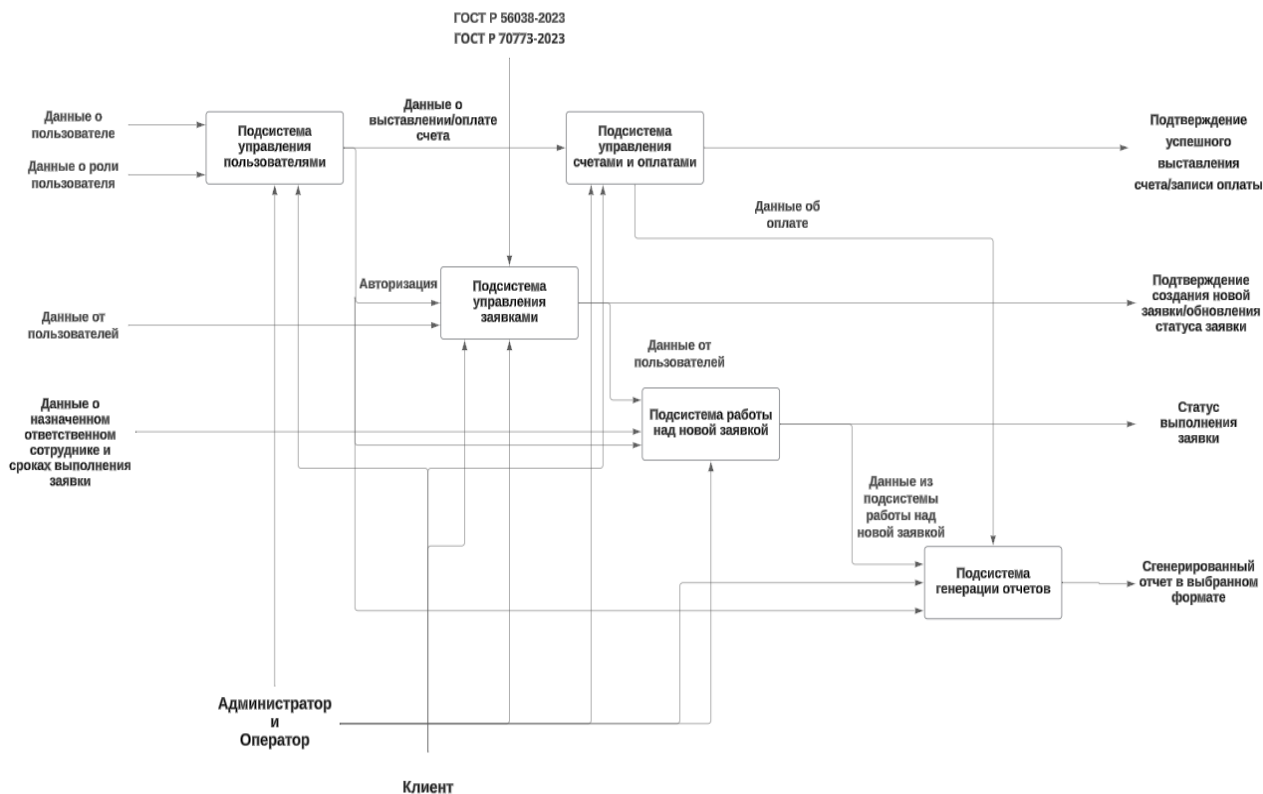 ГОСТ Р 56038-2023
ГОСТ Р 70773-2023
Данные о
пользователе
Данные о роли
пользователя
Подсистема
управления
пользователями
Данные о
выставлении/оплате
счета
Подсистема
управления
счетами и оплатами
Подтверждение
успешного
выставления
счета/записи оплаты
Данные об
оплате
Авторизация
Подсистема
управления
заявками
Подтверждение
создания новой
заявки/обновления
статуса заявки
Данные от
пользователей
Данные от
пользователей
Данные о
назначенном
ответственном
сотруднике и
сроках выполнения
заявки
Подсистема работы
над новой заявкой
Статус
выполнения
заявки
Данные из
подсистемы
работы над
новой заявкой
Подсистема
генерации отчетов
Сгенерированный
отчет в выбранном
формате
Администратор
и
Оператор
Клиент